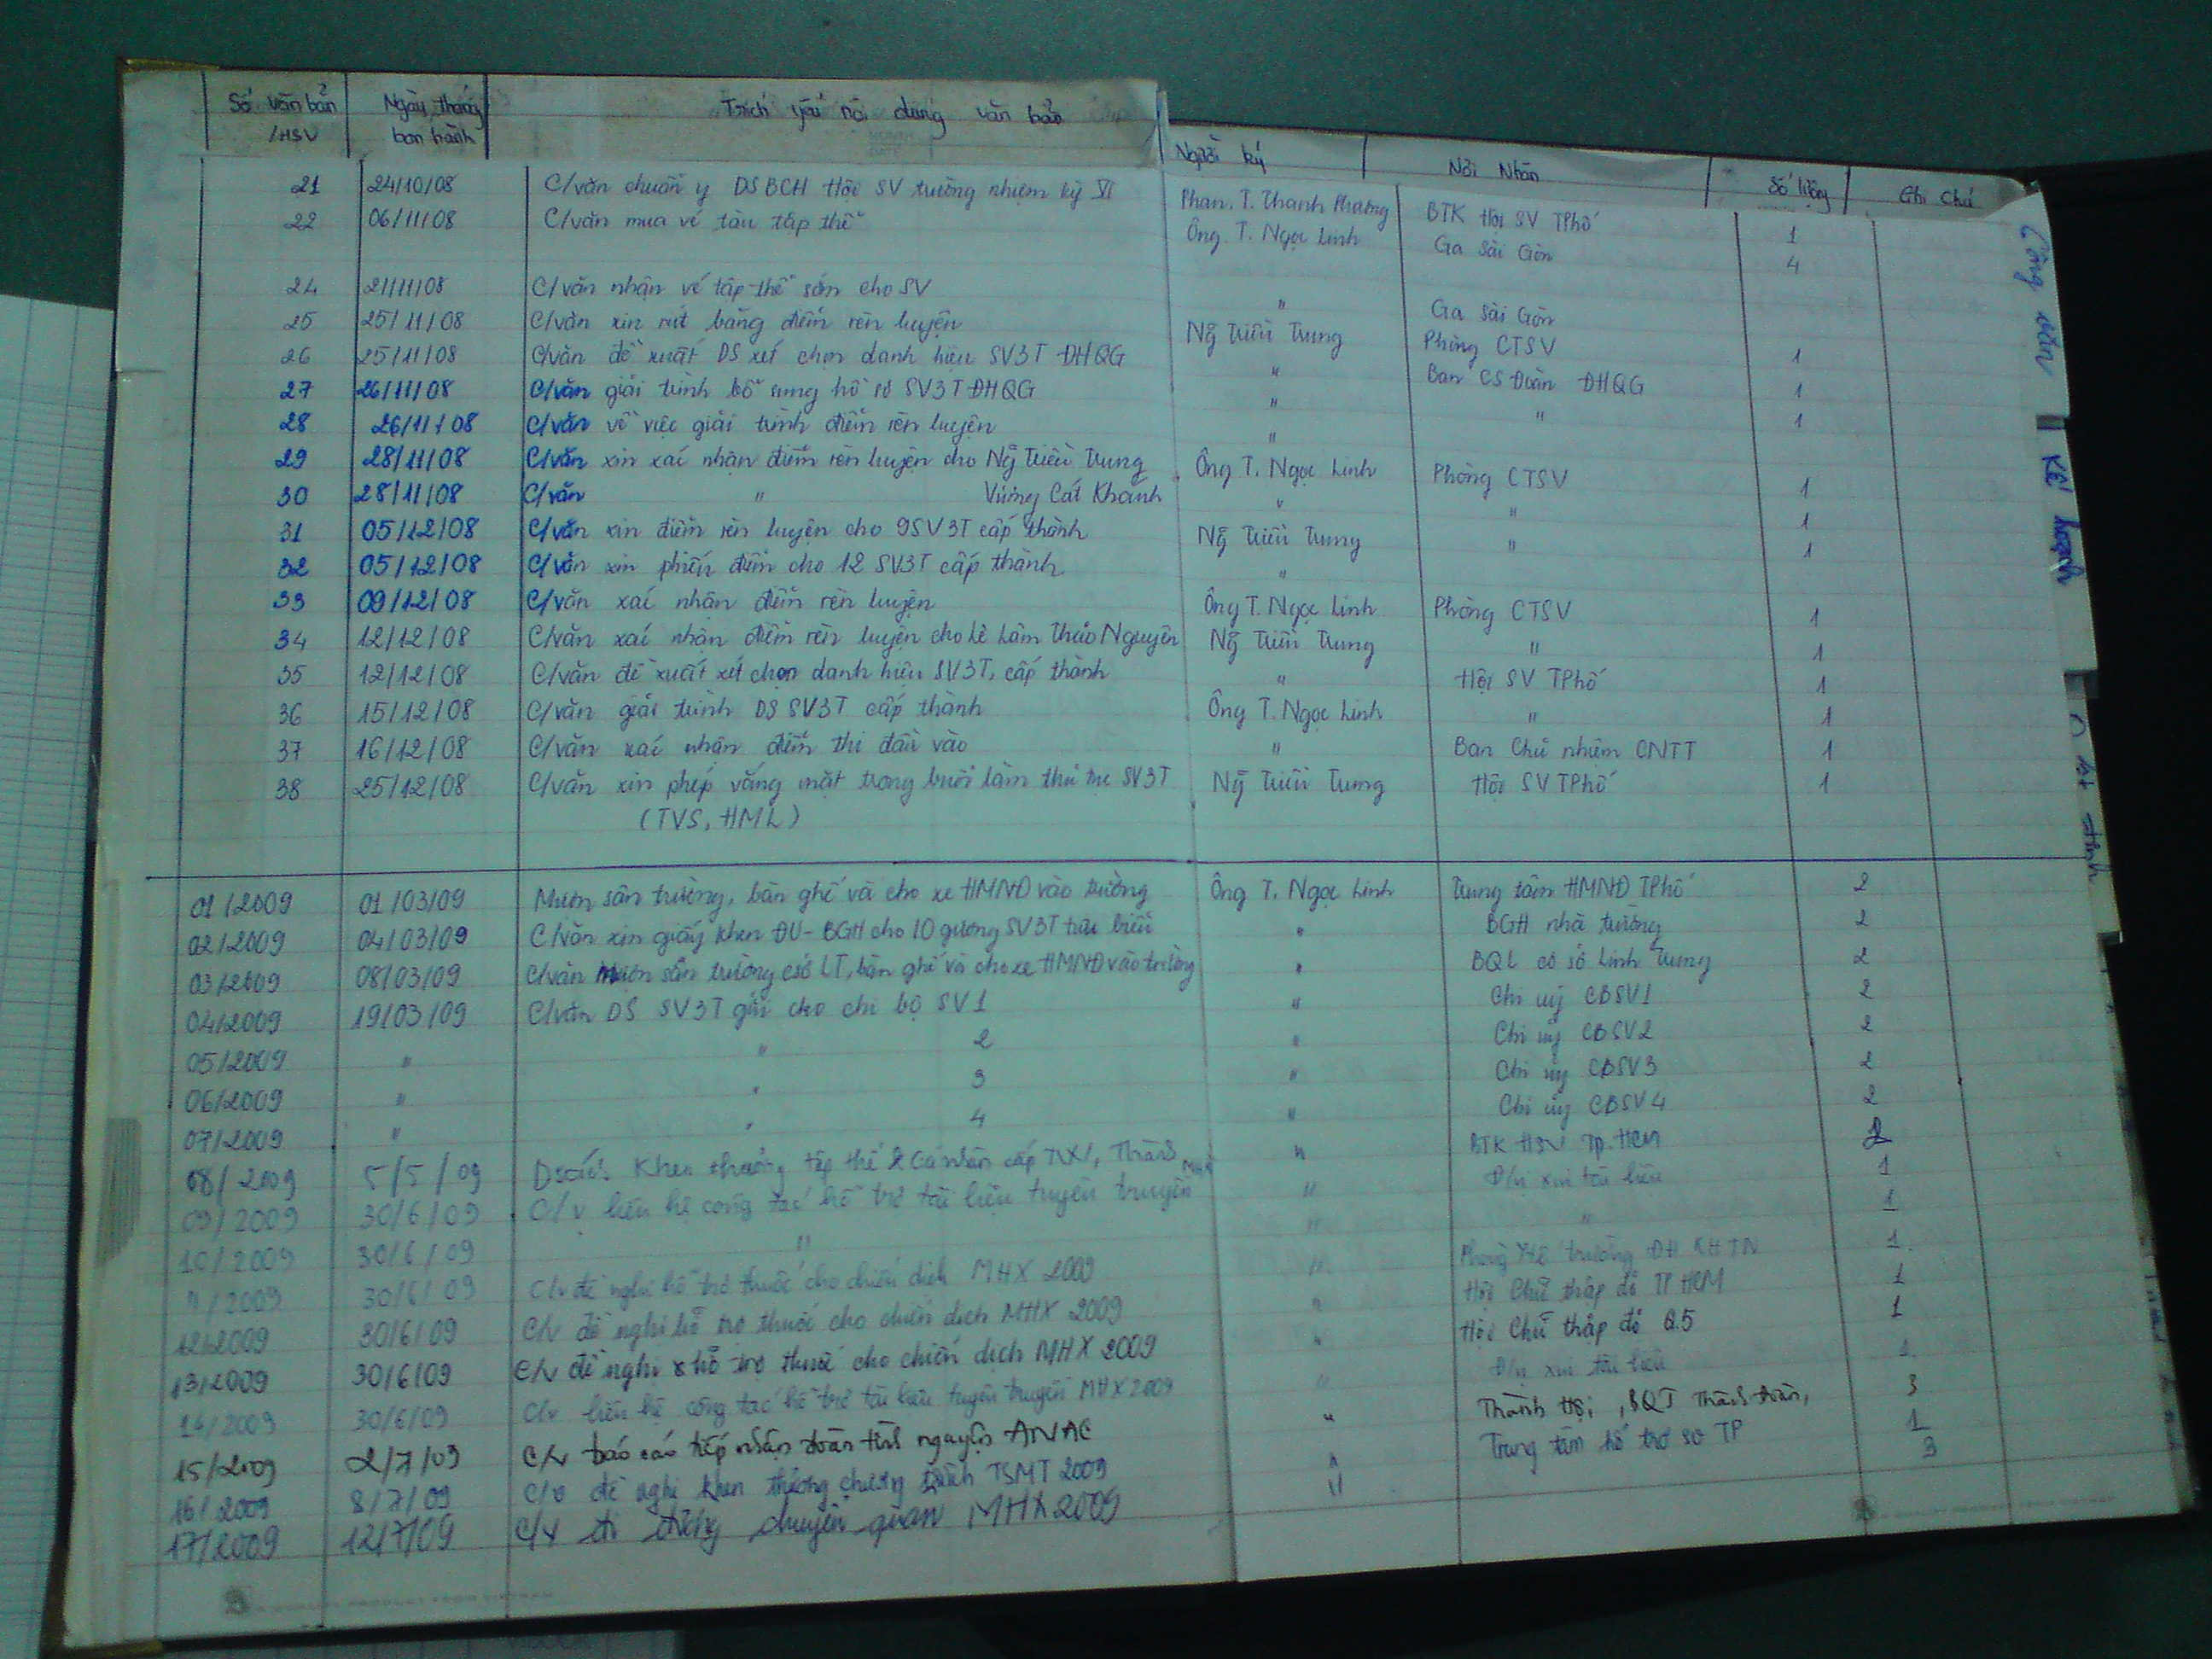 Số văn bản /HSV | Ngày, tháng ban hành | Trích yếu nội dung văn bản | Người ký | Nơi Nhận | Số lượng | Ghi chú
21 | 24/10/08 | C/văn chuẩn y DS BCH Hội SV trường nhiệm kỳ VI | Phan. T. Thanh Phương | BTK Hội SV TPhố | 1
22 | 06/11/08 | C/văn mua vé tàu tập thể | Ông T. Ngọc Linh | Ga Sài Gòn | 4
24 | 21/11/08 | C/văn nhận vé tập thể sớm cho SV | " | Ga Sài Gòn
25 | 25/11/08 | C/văn xin rút bảng điểm rèn luyện | Ng̃ Triều Trung | Phòng CTSV | 1
26 | 25/11/08 | C/văn đề xuất DS xét chọn danh hiệu SV3T ĐHQG | " | Ban CS Đoàn ĐHQG | 1
27 | 26/11/08 | C/văn giải trình bổ sung hồ sơ SV3T ĐHQG | " | " | 1
28 | 26/11/08 | C/văn về việc giải trình điểm rèn luyện | "
29 | 28/11/08 | C/văn xin xác nhận điểm rèn luyện cho Ng̃ Triều Trung | Ông T. Ngọc Linh | Phòng CTSV | 1
30 | 28/11/08 | C/văn " Vương Cát Khánh | " | " | 1
31 | 05/12/08 | C/văn xin điểm rèn luyện cho 9SV3T cấp thành | Ng̃ Triều Trung | " | 1
32 | 05/12/08 | C/văn xin phiếu điểm cho 12 SV3T cấp thành | "
33 | 09/12/08 | C/văn xác nhận điểm rèn luyện | Ông T. Ngọc Linh | Phòng CTSV | 1
34 | 12/12/08 | C/văn xác nhận điểm rèn luyện cho Lê Lâm Thảo Nguyên | Ng̃ Triều Trung | " | 1
35 | 12/12/08 | C/văn đề xuất xét chọn danh hiệu SV3T, cấp thành | " | Hội SV TPhố | 1
36 | 15/12/08 | C/văn giải trình DS SV3T cấp thành | Ông T. Ngọc Linh | " | 1
37 | 16/12/08 | C/văn xác nhận điểm thi đầu vào | " | Ban Chủ nhiệm CNTT | 1
38 | 25/12/08 | C/văn xin phép vắng mặt trong buổi làm thủ tục SV3T | Ng̃ Triều Trung | Hội SV TPhố | 1
(TVS, HML)
01/2009 | 01/03/09 | Mượn sân trường, bàn ghế và cho xe HMNĐ vào trường | Ông T. Ngọc Linh | Trung tâm HMNĐ TPhố | 2
02/2009 | 04/03/09 | C/văn xin giấy khen ĐU-BGH cho 10 gương SV3T tiêu biểu | " | BGH nhà trường | 2
03/2009 | 08/03/09 | C/văn mượn sân trường csở LT, bàn ghế và cho xe HMNĐ vào trường | " | BQL cơ sở Linh Trung | 2
04/2009 | 19/03/09 | C/văn DS SV3T gửi cho chi bộ SV1 | " | Chi uỷ CBSV1 | 2
05/2009 | " | " 2 | " | Chi uỷ CBSV2 | 2
06/2009 | " | " 3 | " | Chi uỷ CBSV3 | 2
07/2009 | " | " 4 | " | Chi uỷ CBSV4 | 2
08/2009 | 5/5/09 | Dsách Khen thưởng tập thể & Cá nhân cấp TW, Thành | " | BTK HSV Tp. HCM | 2
09/2009 | 30/6/09 | C/v liên hệ công tác hỗ trợ tài liệu tuyên truyền | " | Đ/vị xin tài liệu | 1
10/2009 | 30/6/09 | " | " | " | 1
11/2009 | 30/6/09 | C/v đề nghị hỗ trợ thuốc cho chiến dịch MHX 2009 | " | Phòng Y tế trường ĐH KHTN | 1
12/2009 | 30/6/09 | C/v đề nghị hỗ trợ thuốc cho chiến dịch MHX 2009 | " | Hội Chữ thập đỏ TP HCM | 1
13/2009 | 30/6/09 | C/v đề nghị hỗ trợ thuốc cho chiến dịch MHX 2009 | " | Hội Chữ thập đỏ Q.5 | 1
14/2009 | 30/6/09 | C/v liên hệ công tác hỗ trợ tài liệu tuyên truyền MHX 2009 | " | Đ/vị xin tài liệu | 1
15/2009 | 2/7/09 | C/v báo cáo tiếp nhận đoàn tình nguyện ANAC | " | Thành Hội, BQT Thành đoàn, | 3
16/2009 | 8/7/09 | C/v đề nghị khen thưởng chương trình TSMT 2009 | " | Trung tâm hỗ trợ sv TP | 1
17/2009 | 12/7/09 | C/v đi đường chuyên quan MHX 2009 | " | 3
Công văn
Kế hoạch